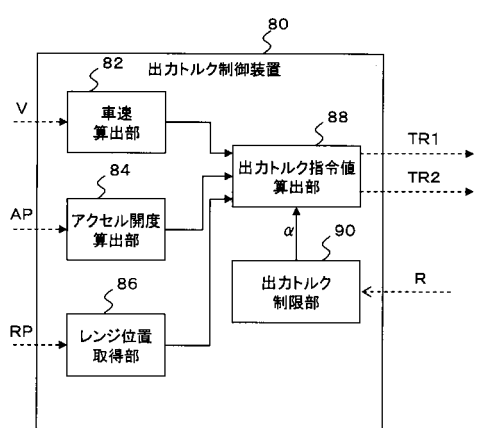 80
出力トルク制御装置
82
V
車速
算出部
88
出力トルク指令値
算出部
TR1
TR2
84
AP
アクセル開度
算出部
α
90
出力トルク
制限部
R
86
RP
レンジ位置
取得部